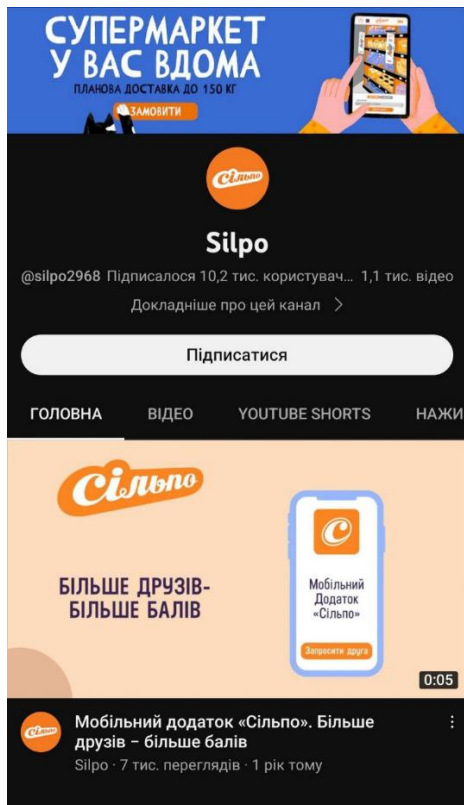 СУПЕРМАРКЕТ
У ВАС ВДОМА
ПЛАНОВА ДОСТАВКА ДО 150 КГ
ЗАМОВИТИ
Сільпо
Silpo
@silpo2968 Підписалося 10,2 тис. користувач... 1,1 тис. відео
Докладніше про цей канал
Підписатися
ГОЛОВНА ВІДЕО YOUTUBE SHORTS НАЖИ
Сільпо
БІЛЬШЕ ДРУЗІВ-
БІЛЬШЕ БАЛІВ
С
Мобільний
Додаток
«Сільпо»
Запросити друга
0:05
Сільпо
Мобільний додаток «Сільпо». Більше
друзів – більше балів
Silpo · 7 тис. переглядів · 1 рік тому